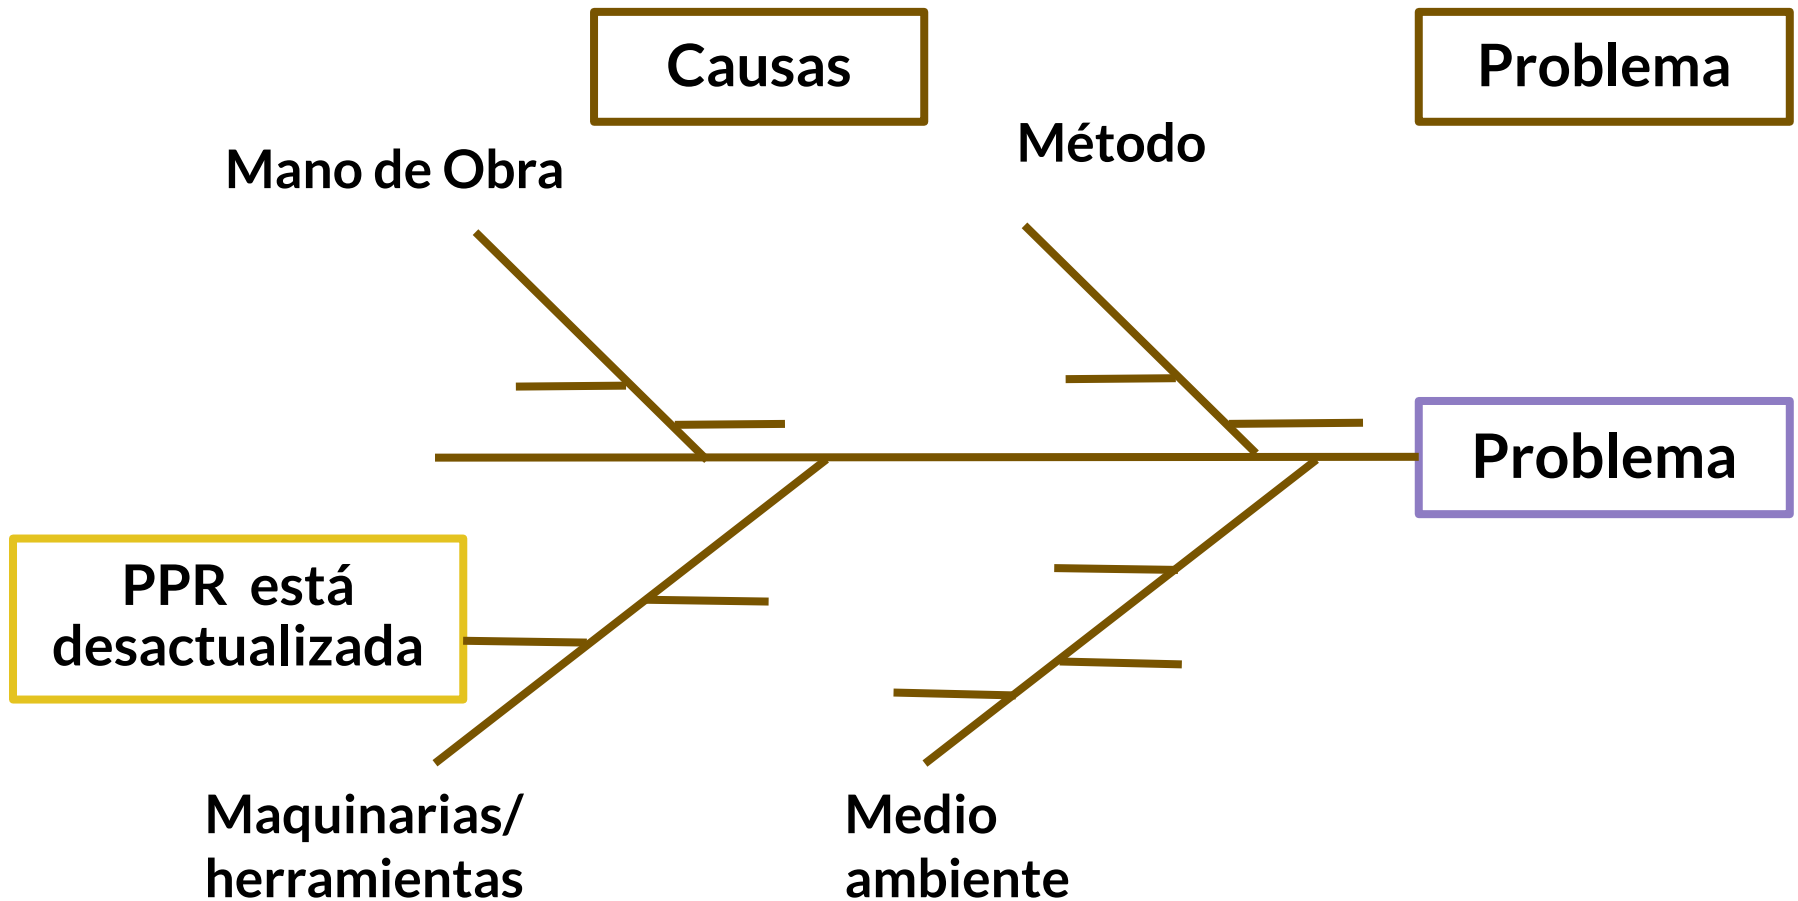 Causas
Problema
Mano de Obra
Método
Problema
PPR está
desactualizada
Maquinarias/
herramientas
Medio
ambiente